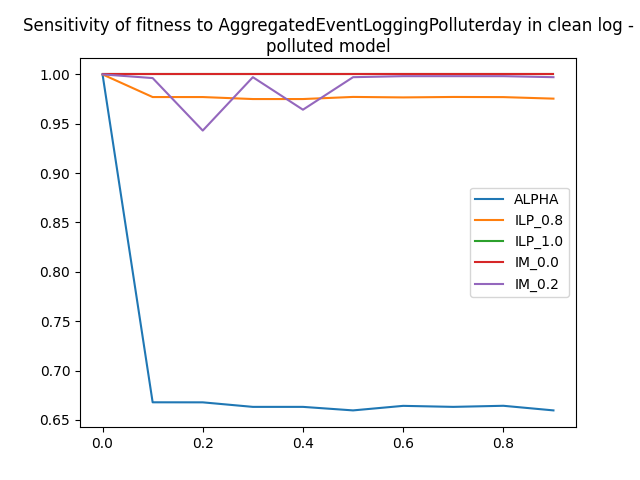 Sensitivity of fitness to AggregatedEventLoggingPolluterday in clean log -
polluted model
1.00
0.95
0.90
0.85
0.80
0.75
0.70
0.65
ALPHA
ILP_0.8
ILP_1.0
IM_0.0
IM_0.2
0.0
0.2
0.4
0.6
0.8